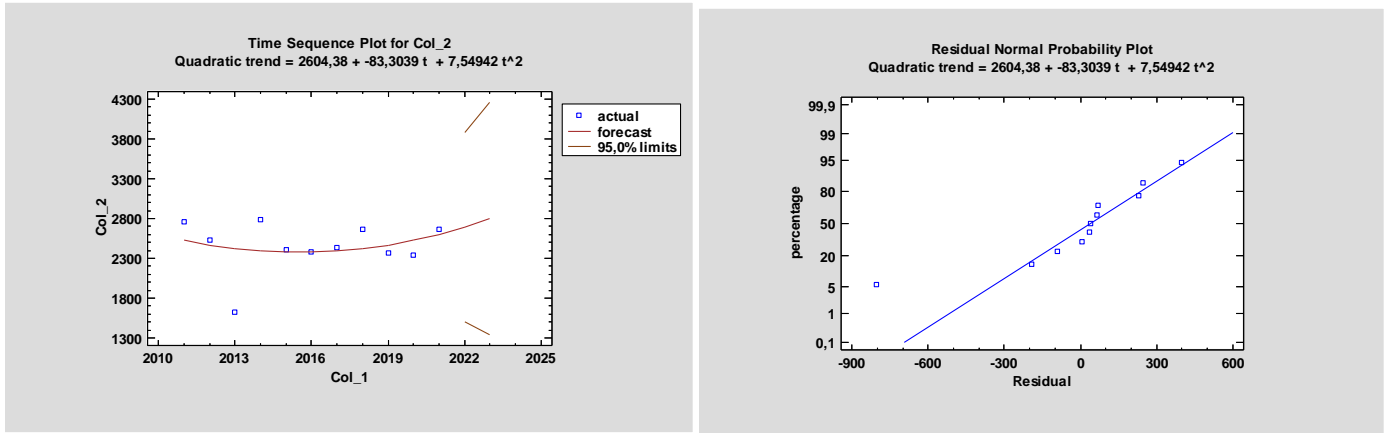 Time Sequence Plot for Col_2
Quadratic trend = 2604,38 + -83,3039 t  + 7,54942 t^2
4300
3800
3300
2800
2300
1800
1300
Col_2
2010
2013
2016
2019
2022
2025
Col_1
actual
forecast
95,0% limits
Residual Normal Probability Plot
Quadratic trend = 2604,38 + -83,3039 t  + 7,54942 t^2
99,9
99
95
80
50
20
5
1
0,1
percentage
-900
-600
-300
0
300
600
Residual